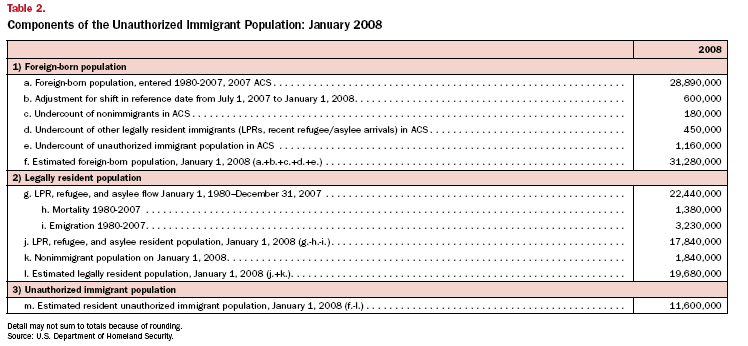 Table 2.
Components of the Unauthorized Immigrant Population: January 2008
2008
1) Foreign-born population
a. Foreign-born population, entered 1980-2007, 2007 ACS 28,890,000
b. Adjustment for shift in reference date from July 1, 2007 to January 1, 2008. 600,000
c. Undercount of nonimmigrants in ACS 180,000
d. Undercount of other legally resident immigrants (LPRs, recent refugee/asylee arrivals) in ACS 450,000
e. Undercount of unauthorized immigrant population in ACS 1,160,000
f. Estimated foreign-born population, January 1, 2008 (a.+b.+c.+d.+e.) 31,280,000
2) Legally resident population
g. LPR, refugee, and asylee flow January 1, 1980–December 31, 2007 22,440,000
h. Mortality 1980-2007 1,380,000
i. Emigration 1980-2007. 3,230,000
j. LPR, refugee, and asylee resident population, January 1, 2008 (g.-h.-i.) 17,840,000
k. Nonimmigrant population on January 1, 2008. 1,840,000
l. Estimated legally resident population, January 1, 2008 (j.+k.) 19,680,000
3) Unauthorized immigrant population
m. Estimated resident unauthorized immigrant population, January 1, 2008 (f.-l.) 11,600,000
Detail may not sum to totals because of rounding.
Source: U.S. Department of Homeland Security.